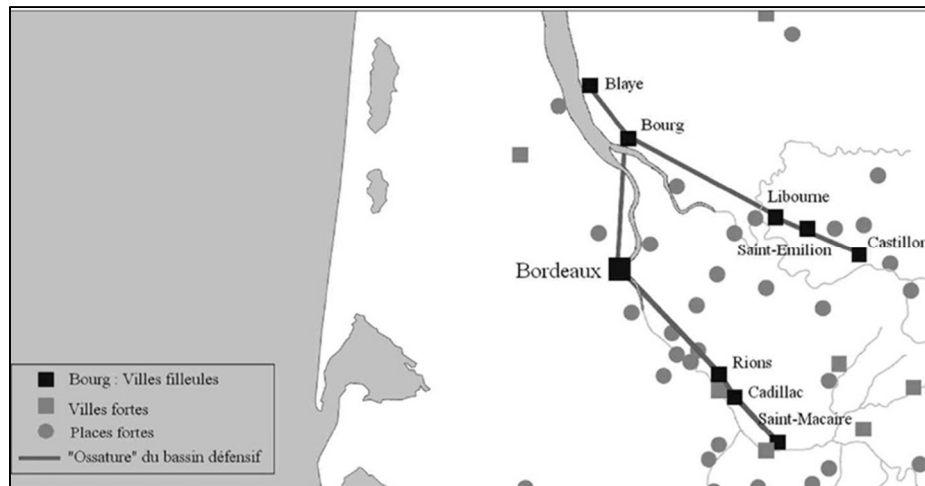 Blaye
Bourg
Libourne
Saint-Emilion
Castillon
Bordeaux
Rions
Cadillac
Saint-Macaire
Bourg : Villes filleules
Villes fortes
Places fortes
"Ossature" du bassin défensif